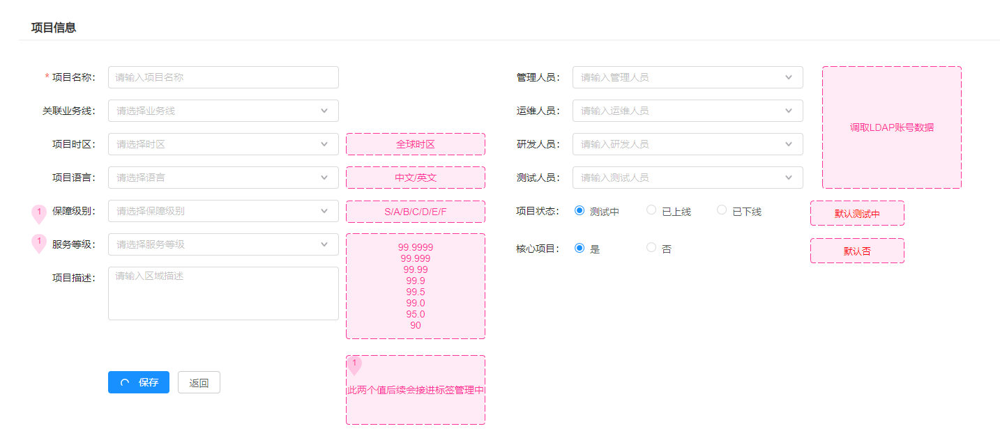 项目信息
* 项目名称： 请输入项目名称
关联业务线： 请选择业务线
项目时区： 请选择时区 全球时区
项目语言： 请选择语言 中文/英文
1 保障级别： 请选择保障级别 S/A/B/C/D/E/F
1 服务等级： 请选择服务等级
99.9999
99.999
99.99
99.9
99.5
99.0
95.0
90
项目描述： 请输入区域描述
保存 返回
1
此两个值后续会接进标签管理中
管理人员： 请输入管理人员
运维人员： 请输入运维人员
研发人员： 请输入研发人员
测试人员： 请输入测试人员
调取LDAP账号数据
项目状态： 测试中 已上线 已下线 默认测试中
核心项目： 是 否 默认否